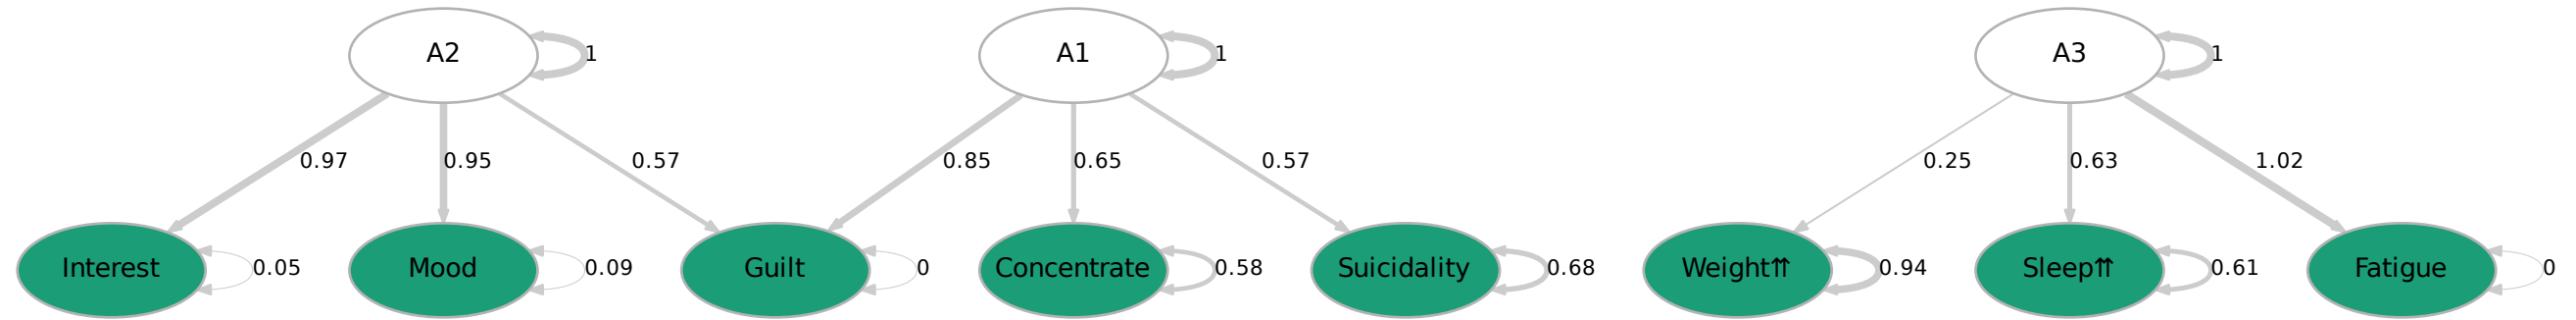 A2 1 A1 1 A3 1
0.97 0.95 0.57 0.85 0.65 0.57 0.25 0.63 1.02
Interest 0.05 Mood 0.09 Guilt 0 Concentrate 0.58 Suicidality 0.68 Weight⇈ 0.94 Sleep⇈ 0.61 Fatigue 0